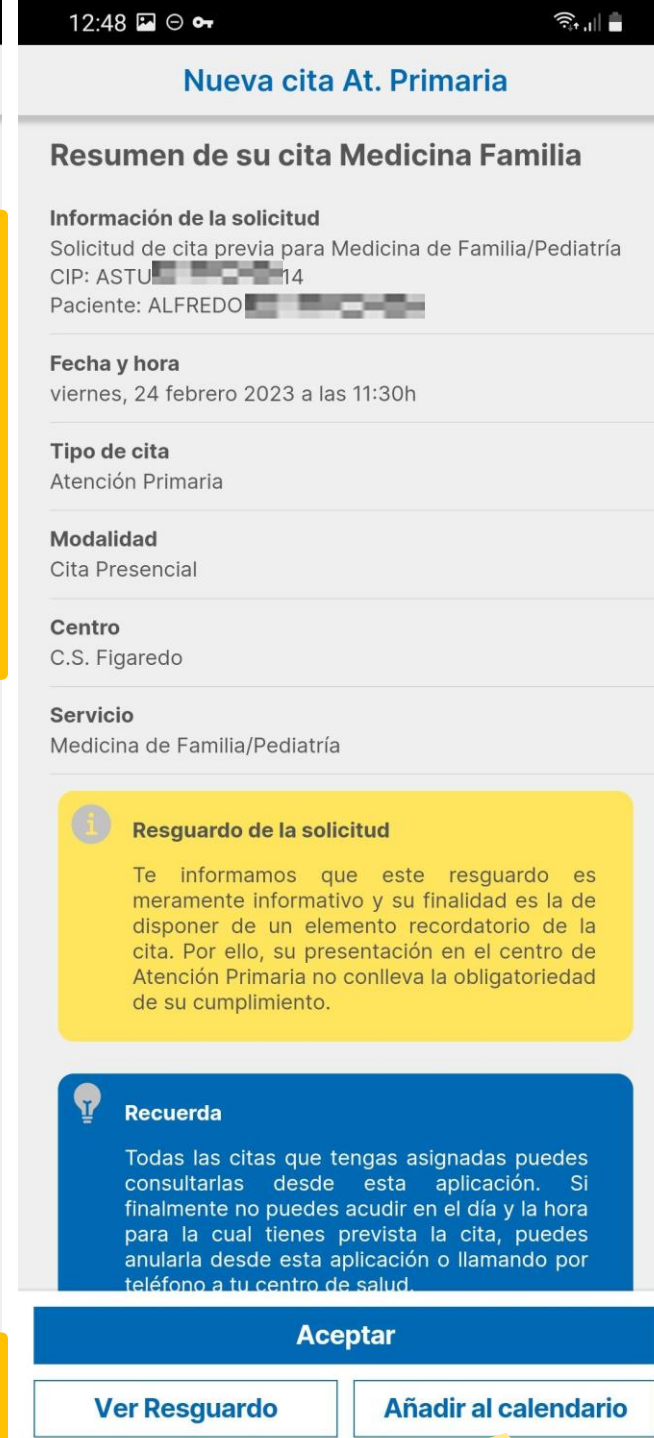 12:48
Nueva cita At. Primaria
Resumen de su cita Medicina Familia
Información de la solicitud
Solicitud de cita previa para Medicina de Familia/Pediatría
CIP: ASTU 14
Paciente: ALFREDO
Fecha y hora
viernes, 24 febrero 2023 a las 11:30h
Tipo de cita
Atención Primaria
Modalidad
Cita Presencial
Centro
C.S. Figaredo
Servicio
Medicina de Familia/Pediatría
i
Resguardo de la solicitud
Te informamos que este resguardo es
meramente informativo y su finalidad es la de
disponer de un elemento recordatorio de la
cita. Por ello, su presentación en el centro de
Atención Primaria no conlleva la obligatoriedad
de su cumplimiento.
Recuerda
Todas las citas que tengas asignadas puedes
consultarlas desde esta aplicación. Si
finalmente no puedes acudir en el día y la hora
para la cual tienes prevista la cita, puedes
anularla desde esta aplicación o llamando por
teléfono a tu centro de salud.
Aceptar
Ver Resguardo
Añadir al calendario